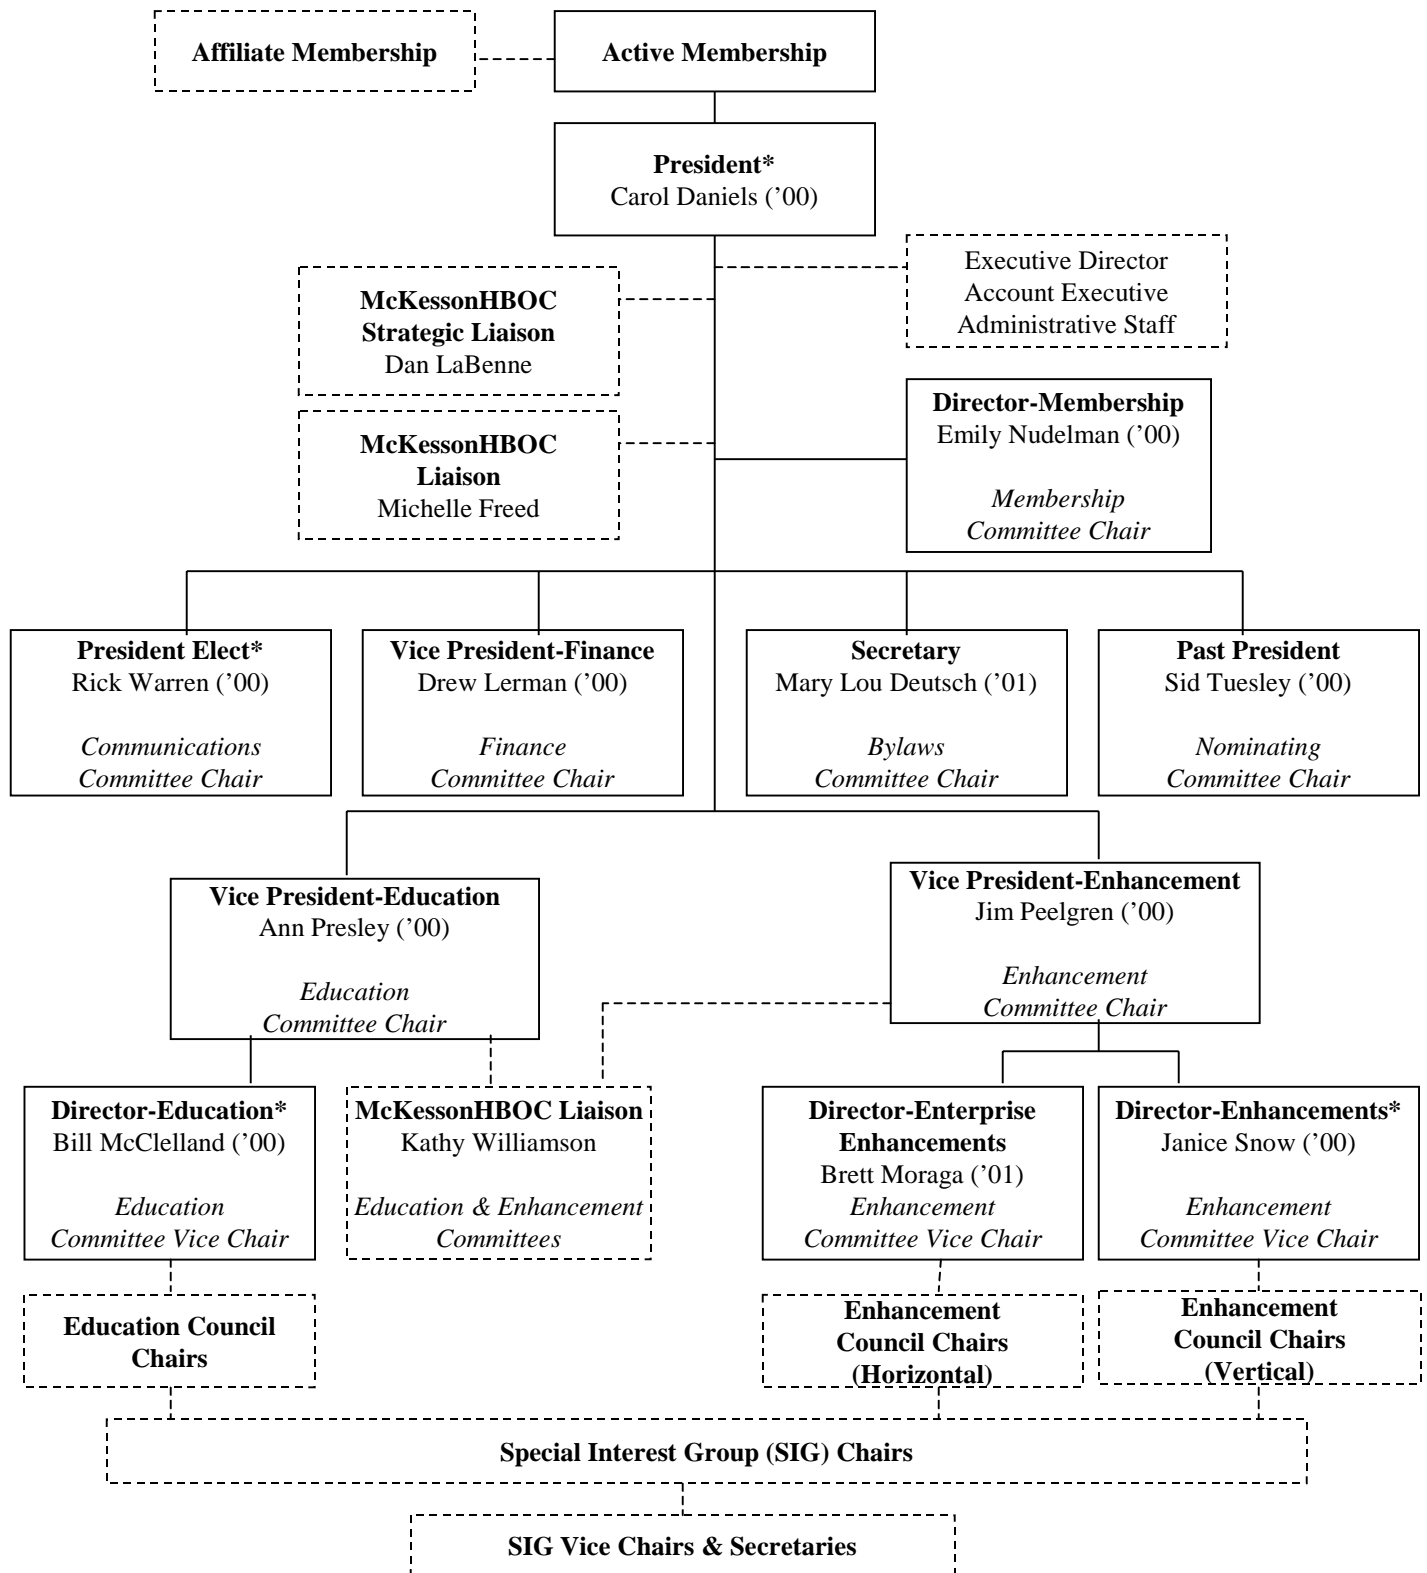 Affiliate Membership
Active Membership
President*
Carol Daniels (’00)
Executive Director
Account Executive
Administrative Staff
McKessonHBOC
Strategic Liaison
Dan LaBenne
Director-Membership
Emily Nudelman (’00)
Membership
Committee Chair
McKessonHBOC
Liaison
Michelle Freed
President Elect*
Rick Warren (’00)
Communications
Committee Chair
Vice President-Finance
Drew Lerman (’00)
Finance
Committee Chair
Secretary
Mary Lou Deutsch (’01)
Bylaws
Committee Chair
Past President
Sid Tuesley (’00)
Nominating
Committee Chair
Vice President-Education
Ann Presley (’00)
Education
Committee Chair
Vice President-Enhancement
Jim Peelgren (’00)
Enhancement
Committee Chair
Director-Education*
Bill McClelland (’00)
Education
Committee Vice Chair
McKessonHBOC Liaison
Kathy Williamson
Education & Enhancement
Committees
Director-Enterprise
Enhancements
Brett Moraga (’01)
Enhancement
Committee Vice Chair
Director-Enhancements*
Janice Snow (’00)
Enhancement
Committee Vice Chair
Education Council
Chairs
Enhancement
Council Chairs
(Horizontal)
Enhancement
Council Chairs
(Vertical)
Special Interest Group (SIG) Chairs
SIG Vice Chairs & Secretaries